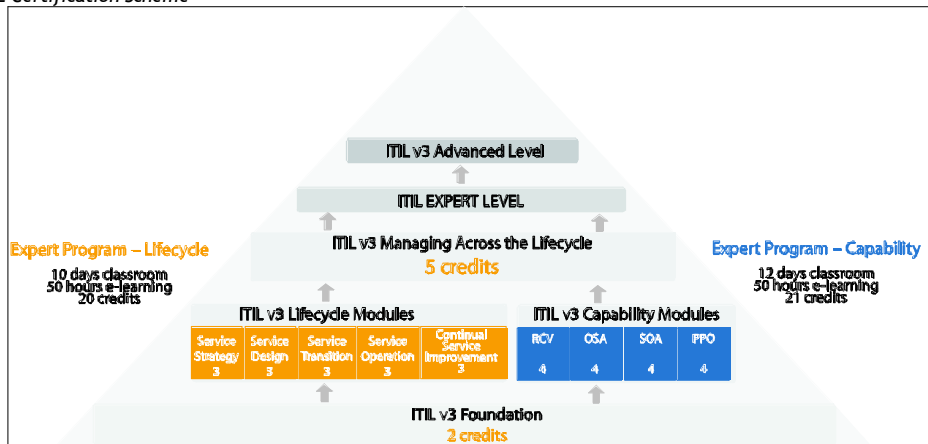 Certification Scheme
ITIL v3 Advanced Level
ITIL EXPERT LEVEL
ITIL v3 Managing Across the Lifecycle
5 credits
Expert Program – Lifecycle
10 days classroom
50 hours e-learning
20 credits
Expert Program – Capability
12 days classroom
50 hours e-learning
21 credits
ITIL v3 Lifecycle Modules
Service
Strategy
3
Service
Design
3
Service
Transition
3
Service
Operation
3
Continual
Service
Improvement
3
ITIL v3 Capability Modules
RCV
4
OSA
4
SOA
4
PPO
4
ITIL v3 Foundation
2 credits